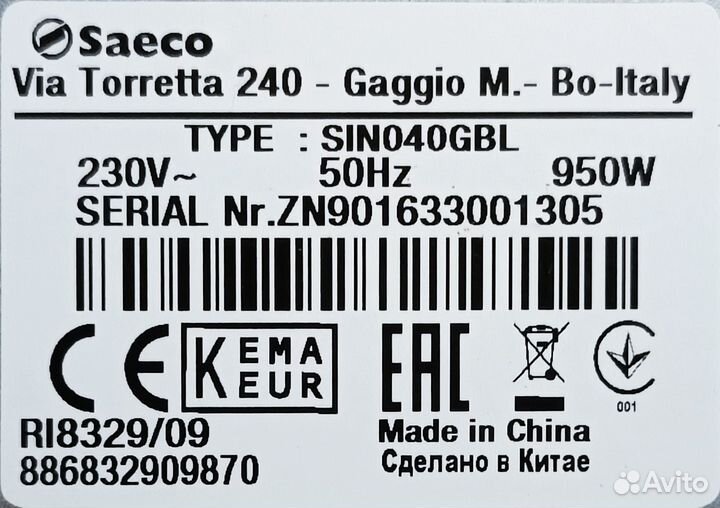 Saeco
Via Torretta 240 - Gaggio M.- Bo-Italy
TYPE : SIN040GBL
230V~ 50Hz 950W
SERIAL Nr.ZN901633001305
CE KEMA EUR EAC
001
RI8329/09 Made in China
886832909870 Сделано в Китае
Avito